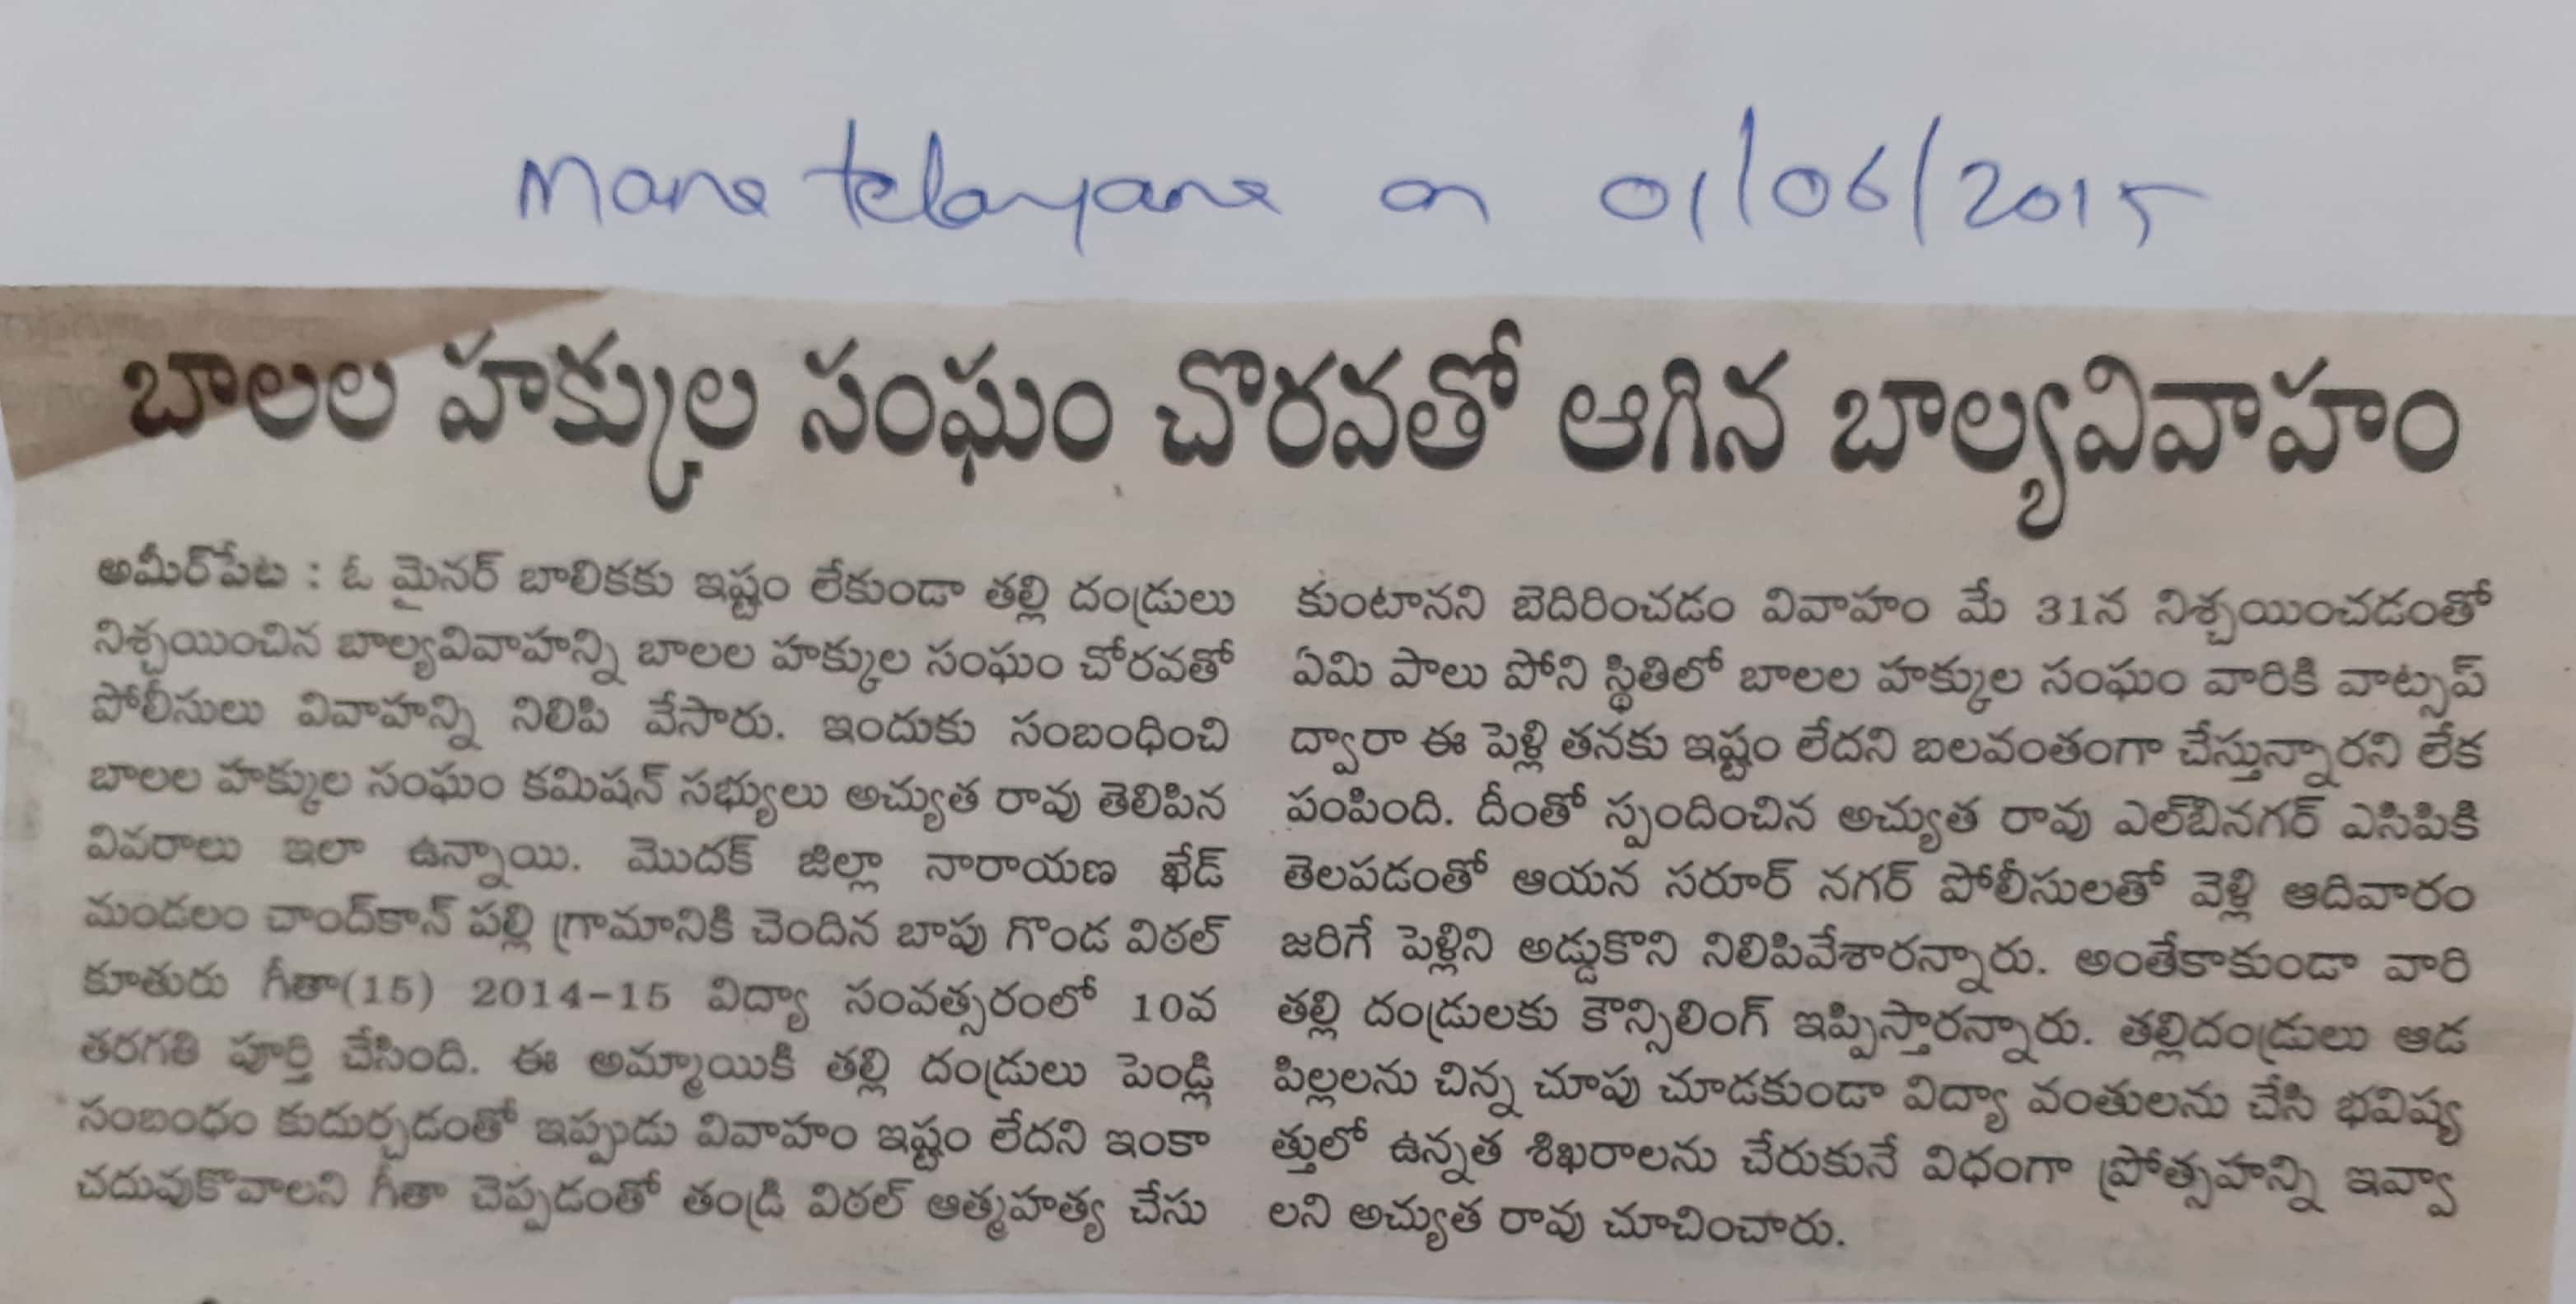 Mana telangana on 01/06/2015
బాలల హక్కుల సంఘం చొరవతో ఆగిన బాల్యవివాహం
అమీర్‌పేట : ఓ మైనర్ బాలికకు ఇష్టం లేకుండా తల్లి దండ్రులు
నిశ్చయించిన బాల్యవివాహన్ని బాలల హక్కుల సంఘం చోరవతో
పోలీసులు వివాహన్ని నిలిపి వేసారు. ఇందుకు సంబంధించి
బాలల హక్కుల సంఘం కమిషన్ సభ్యులు అచ్యుత రావు తెలిపిన
వివరాలు ఇలా ఉన్నాయి. మొదక్ జిల్లా నారాయణ ఖేడ్
మండలం చాంద్‌కాన్ పల్లి గ్రామానికి చెందిన బాపు గొండ విఠల్
కూతురు గీతా(15) 2014-15 విద్యా సంవత్సరంలో 10వ
తరగతి పూర్తి చేసింది. ఈ అమ్మాయికి తల్లి దండ్రులు పెండ్లి
సంబంధం కుదుర్చడంతో ఇప్పుడు వివాహం ఇష్టం లేదని ఇంకా
చదువుకొవాలని గీతా చెప్పడంతో తండ్రి విఠల్ ఆత్మహత్య చేసు
కుంటానని బెదిరించడం వివాహం మే 31న నిశ్చయించడంతో
ఏమి పాలు పోని స్థితిలో బాలల హక్కుల సంఘం వారికి వాట్సప్
ద్వారా ఈ పెళ్లి తనకు ఇష్టం లేదని బలవంతంగా చేస్తున్నారని లేక
పంపింది. దీంతో స్పందించిన అచ్యుత రావు ఎల్‌బినగర్ ఎసిపికి
తెలపడంతో ఆయన సరూర్ నగర్ పోలీసులతో వెళ్లి ఆదివారం
జరిగే పెళ్లిని అడ్డుకొని నిలిపివేశారన్నారు. అంతేకాకుండా వారి
తల్లి దండ్రులకు కౌన్సిలింగ్ ఇప్పిస్తారన్నారు. తల్లిదండ్రులు ఆడ
పిల్లలను చిన్న చూపు చూడకుండా విద్యా వంతులను చేసి భవిష్య
త్తులో ఉన్నత శిఖరాలను చేరుకునే విధంగా ప్రోత్సహన్ని ఇవ్వా
లని అచ్యుత రావు చూచించారు.